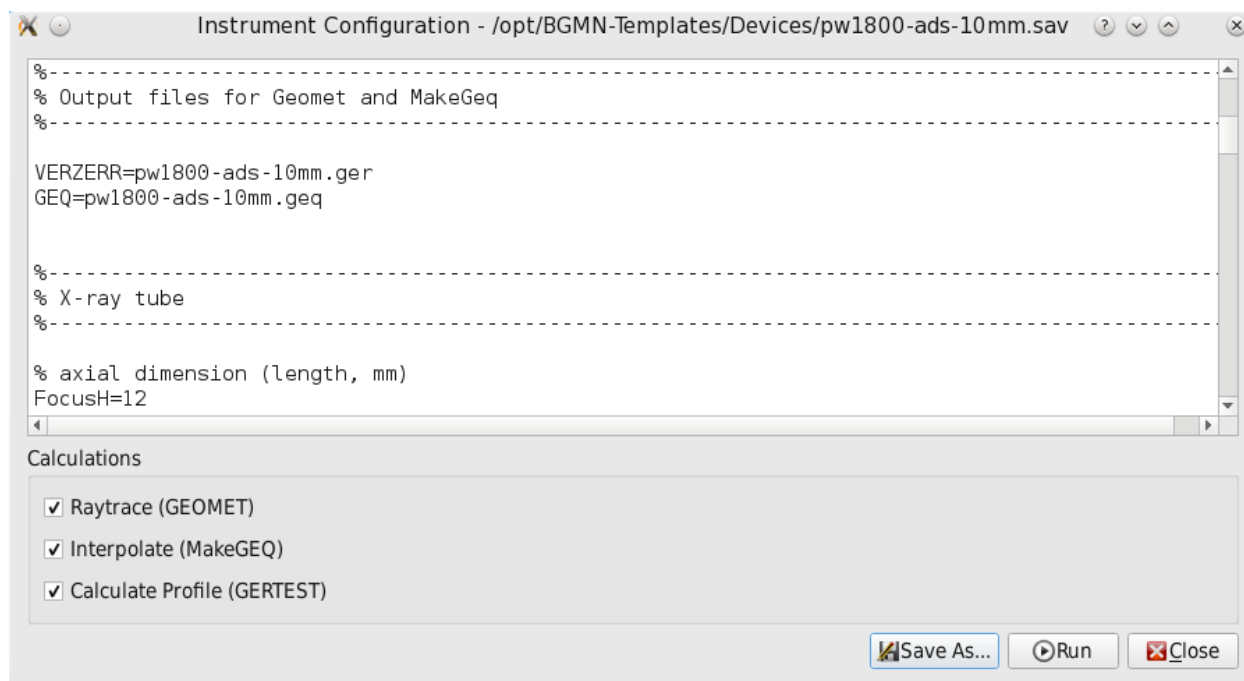 Instrument Configuration - /opt/BGMN-Templates/Devices/pw1800-ads-10mm.sav
%-----------------------------------------------------------------------
% Output files for Geomet and MakeGeq
%-----------------------------------------------------------------------
VERZERR=pw1800-ads-10mm.ger
GEQ=pw1800-ads-10mm.geq
%-----------------------------------------------------------------------
% X-ray tube
%-----------------------------------------------------------------------
% axial dimension (length, mm)
FocusH=12
Calculations
Raytrace (GEOMET)
Interpolate (MakeGEQ)
Calculate Profile (GERTEST)
Save As... Run Close